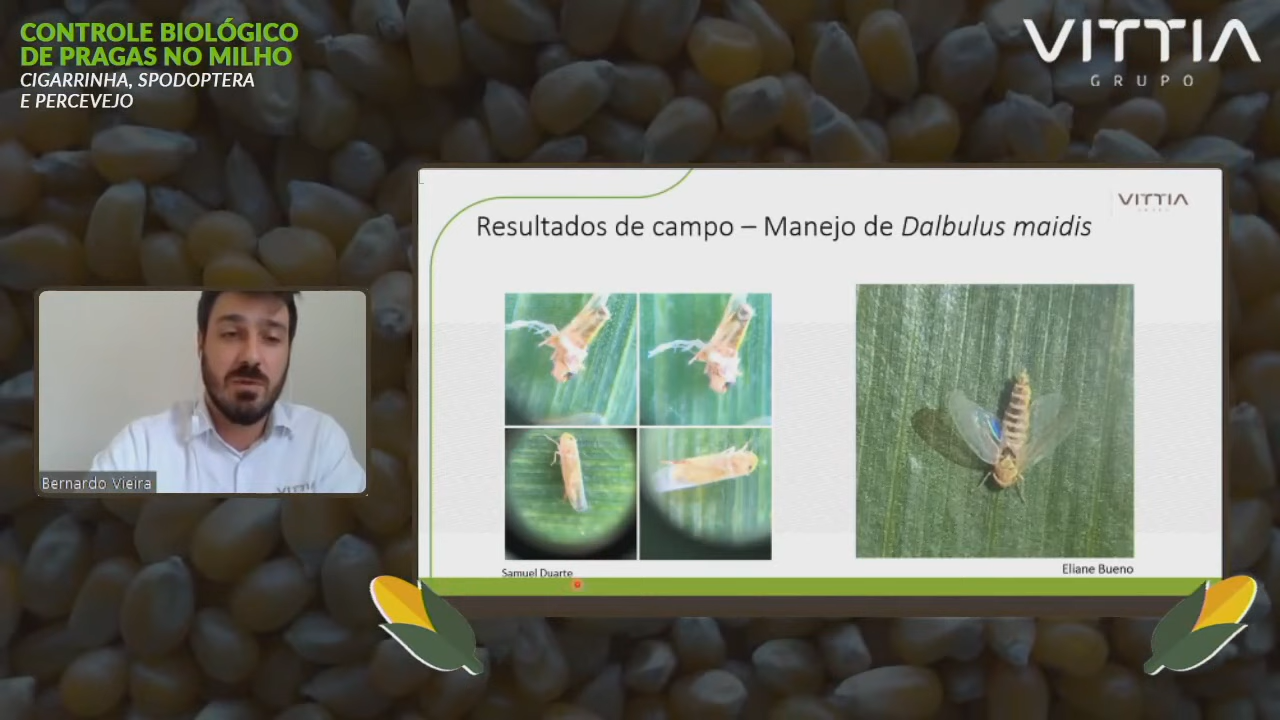 CONTROLE BIOLÓGICO
DE PRAGAS NO MILHO
CIGARRINHA, SPODOPTERA
E PERCEVEJO
VITTIA
GRUPO
VITTIA
Resultados de campo – Manejo de Dalbulus maidis
Bernardo Vieira
VITTIA
Samuel Duarte
Eliane Bueno